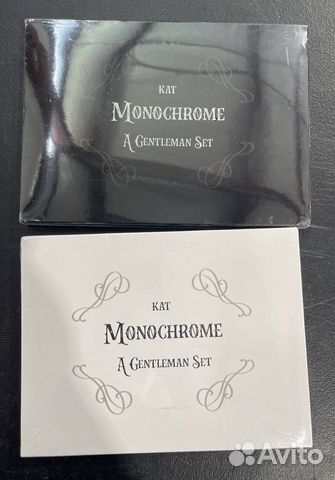 KAT
MONOCHROME
A GENTLEMAN SET
KAT
MONOCHROME
A GENTLEMAN SET
Avito